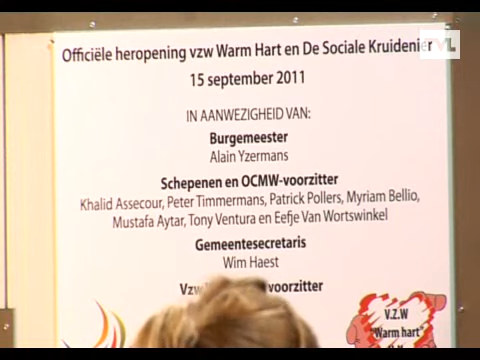 TVL
Officiële heropening vzw Warm Hart en De Sociale Kruidenier
15 september 2011
IN AANWEZIGHEID VAN:
Burgemeester
Alain Yzermans
Schepenen en OCMW-voorzitter
Khalid Assecour, Peter Timmermans, Patrick Pollers, Myriam Bellio,
Mustafa Aytar, Tony Ventura en Eefje Van Wortswinkel
Gemeentesecretaris
Wim Haest
voorzitter
V.Z.W
"Warm hart"